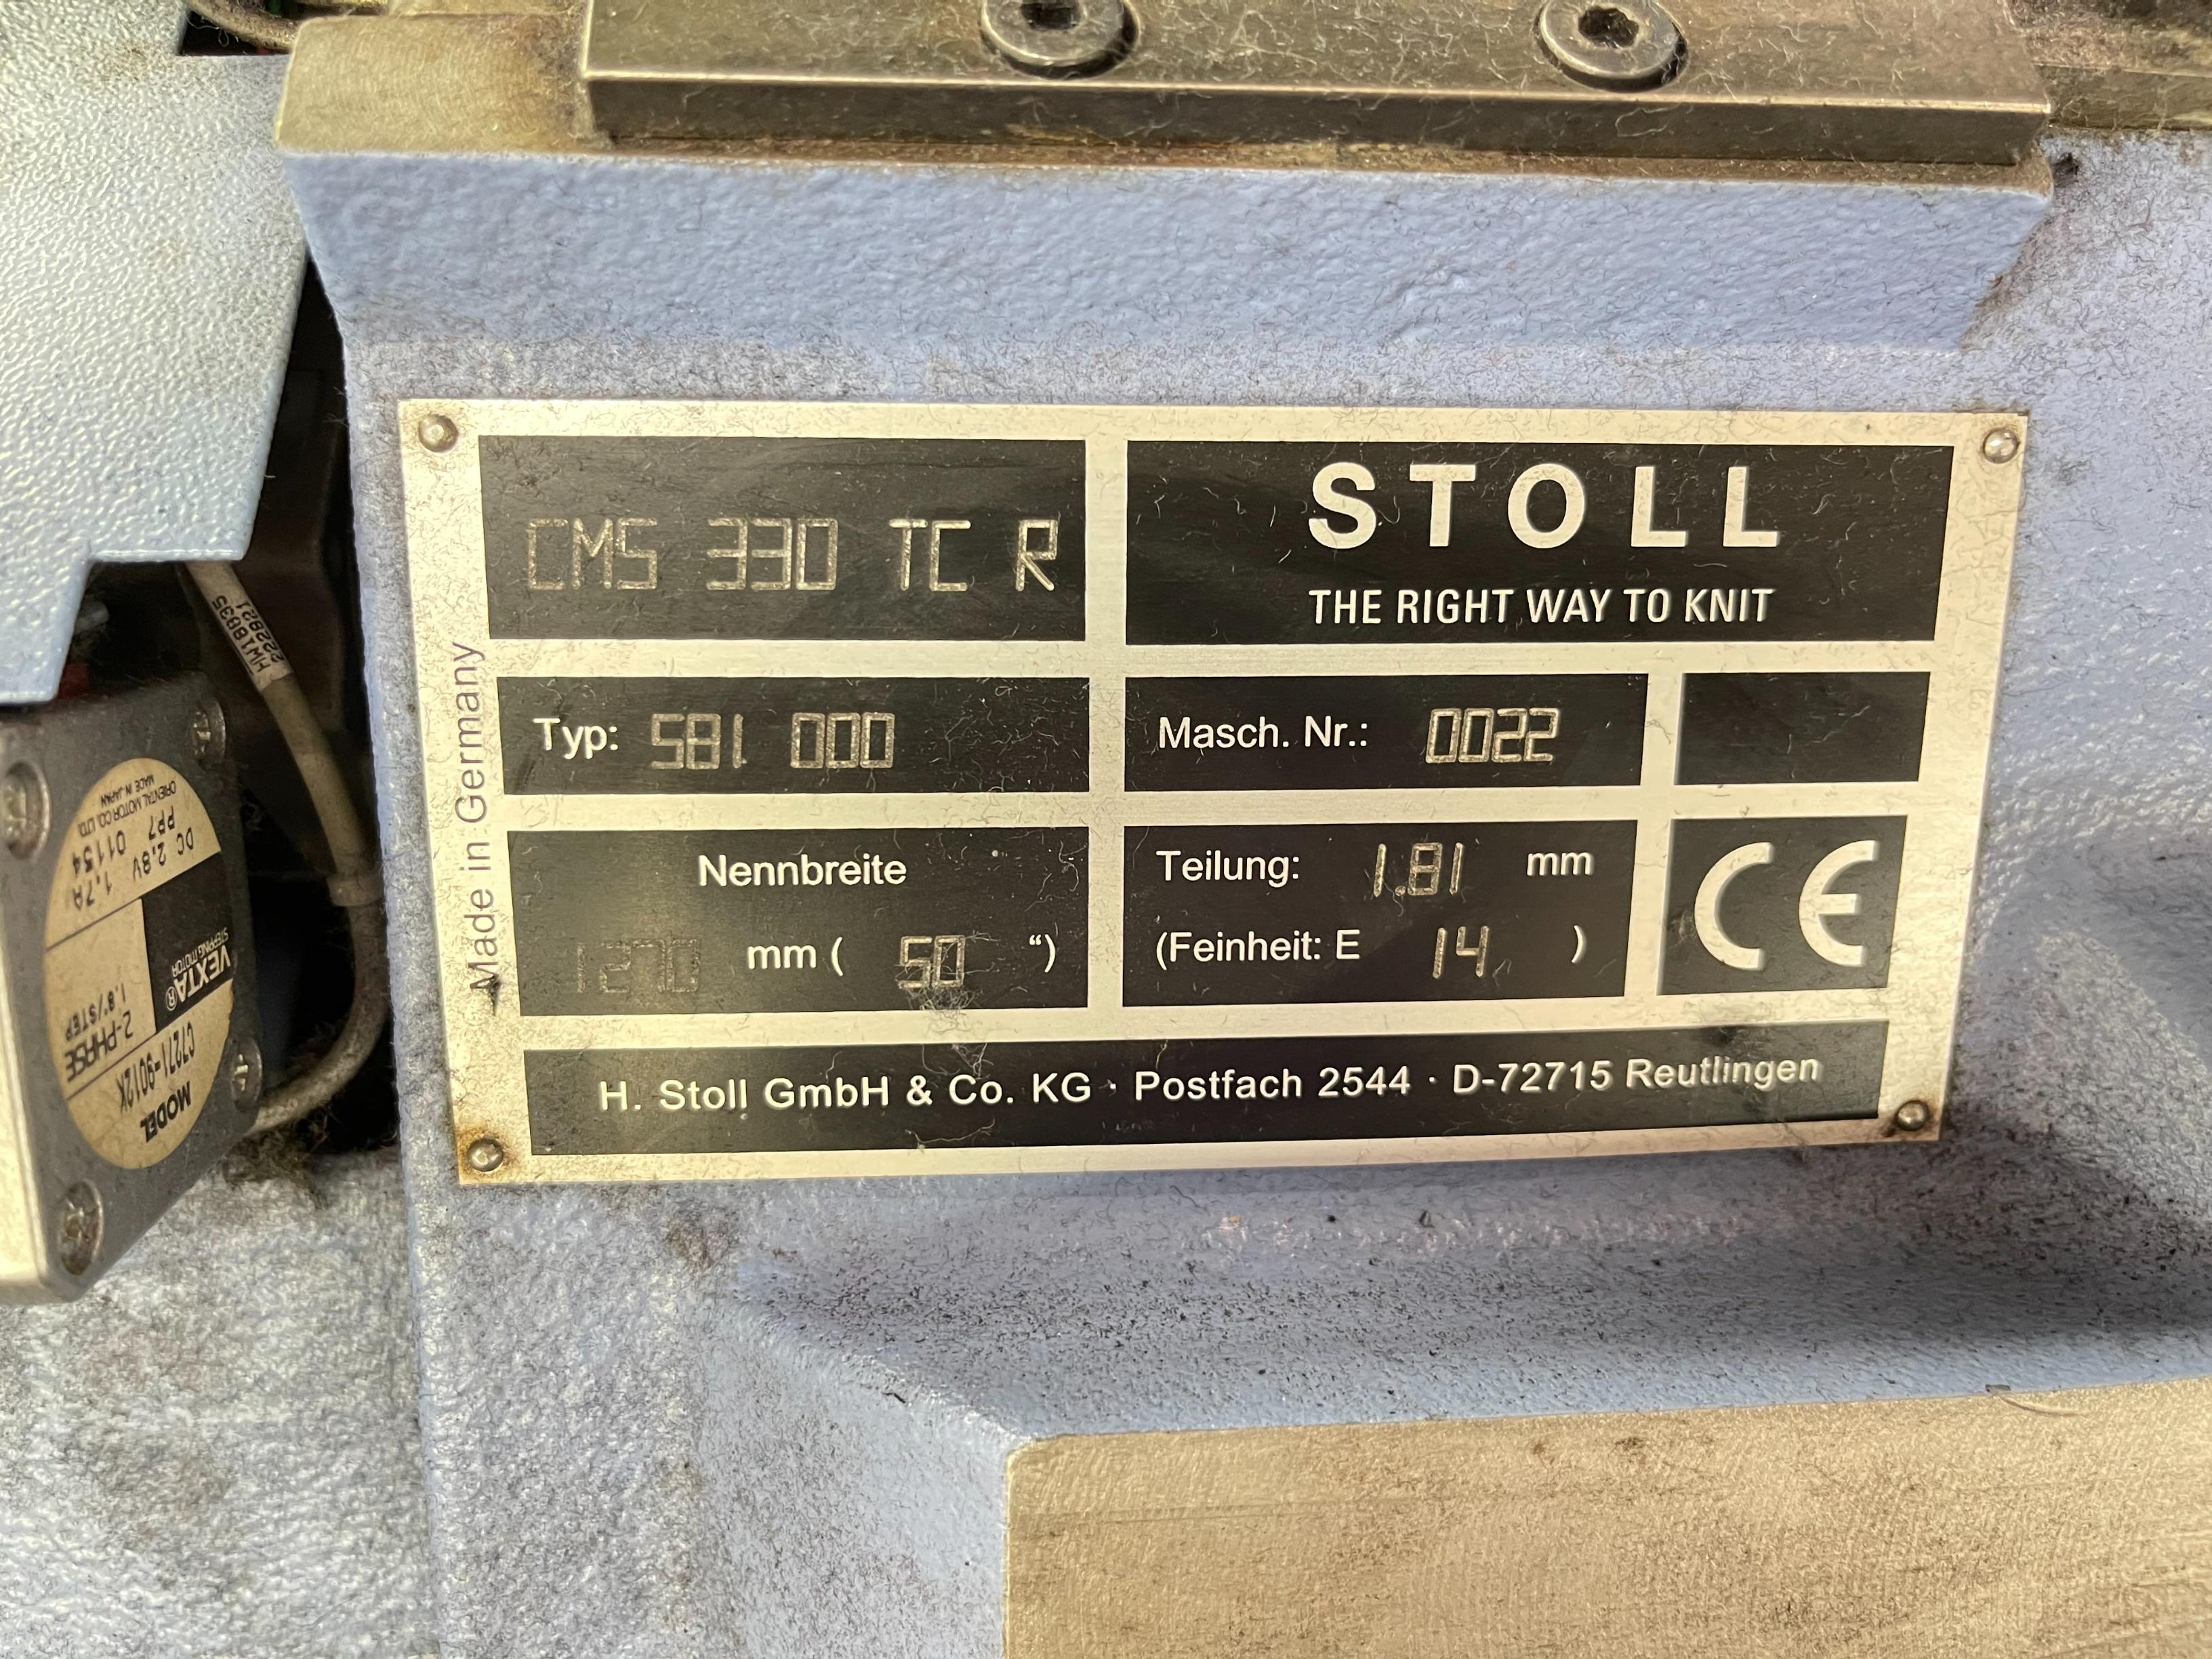 CMS 330 TC R
STOLL
THE RIGHT WAY TO KNIT
Made in Germany
Typ: 581 000
Masch. Nr.: 0022
Nennbreite
1270 mm ( 50 “)
Teilung: 1.81 mm
(Feinheit: E 14 )
CE
H. Stoll GmbH & Co. KG · Postfach 2544 · D-72715 Reutlingen
MODEL
C7271-9012K
2-PHASE 1.8°/STEP
VEXTA®
STEPPING MOTOR
DC 2.8V 1.7A
PP7 01154
ORIENTAL MOTOR CO., LTD.
MADE IN JAPAN